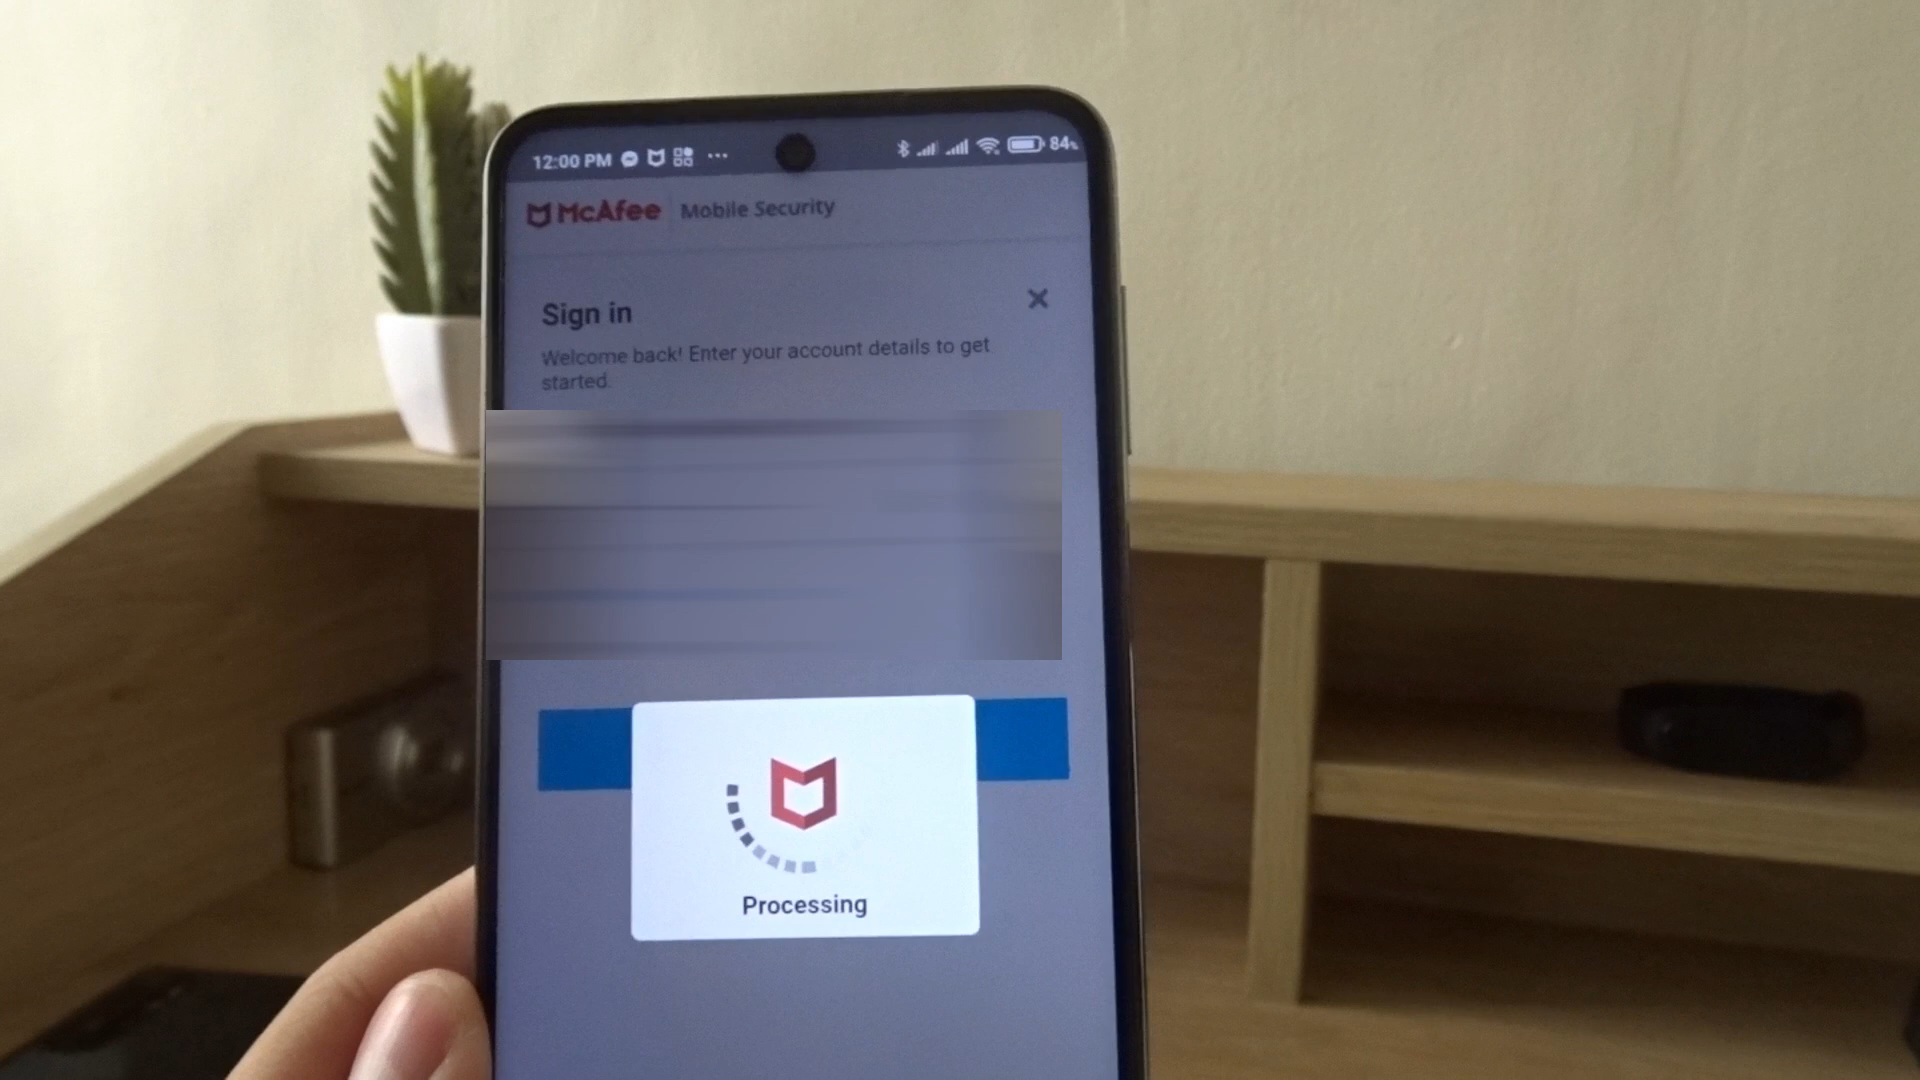 12:00 PM
84%
McAfee | Mobile Security
Sign in
Welcome back! Enter your account details to get
started.
Processing